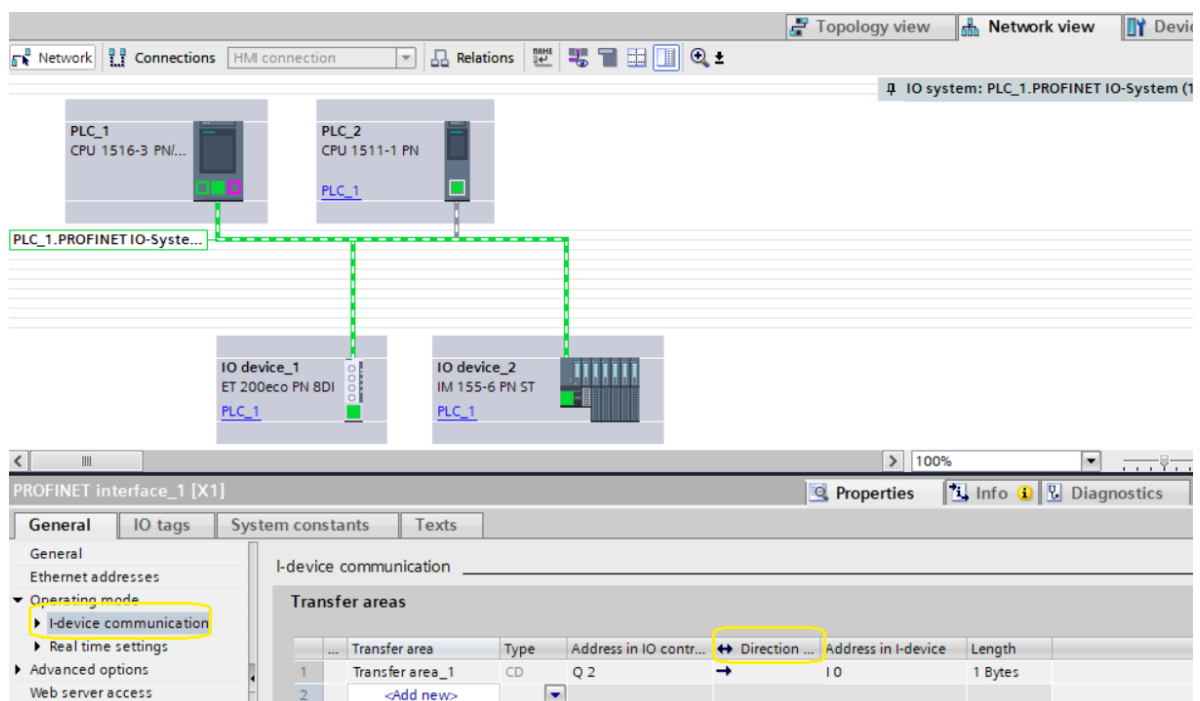 Topology view
Network view
Devic
Network
Connections
HMI connection
Relations
IO system: PLC_1.PROFINET IO-System (1
PLC_1
CPU 1516-3 PN/...
PLC_2
CPU 1511-1 PN
PLC_1
PLC_1.PROFINET IO-Syste...
IO device_1
ET 200eco PN 8DI
PLC_1
IO device_2
IM 155-6 PN ST
PLC_1
100%
PROFINET interface_1 [X1]
Properties
Info
Diagnostics
General
IO tags
System constants
Texts
General
Ethernet addresses
Operating mode
I-device communication
Real time settings
Advanced options
Web server access
I-device communication
Transfer areas
... Transfer area Type Address in IO contr... Direction ... Address in I-device Length
1 Transfer area_1 CD Q 2 → I 0 1 Bytes
2 <Add new>